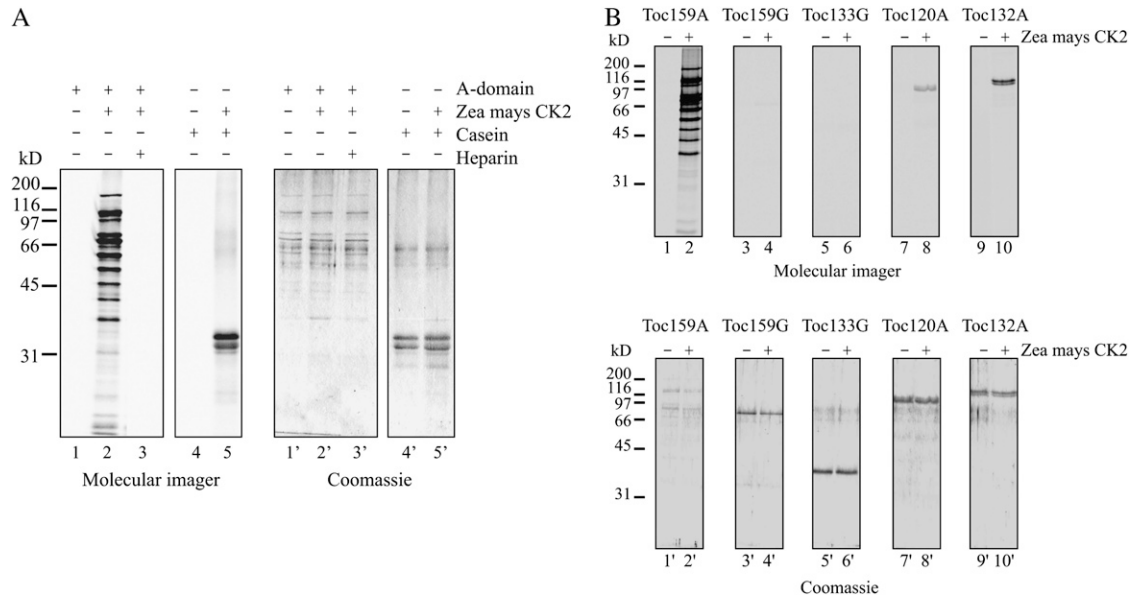 A
+ + + – – + + + – – A-domain
– + + – + – + + – + Zea mays CK2
– – – + + – – – + + Casein
– – + – – – – + – – Heparin
kD
200
116
97
66
45
31
1 2 3 4 5 1’ 2’ 3’ 4’ 5’
Molecular imager Coomassie
B
Toc159A Toc159G Toc133G Toc120A Toc132A
– + – + – + – + – + Zea mays CK2
kD
200
116
97
66
45
31
1 2 3 4 5 6 7 8 9 10
Molecular imager
Toc159A Toc159G Toc133G Toc120A Toc132A
– + – + – + – + – + Zea mays CK2
kD
200
116
97
66
45
31
1' 2' 3' 4' 5' 6' 7' 8' 9' 10'
Coomassie